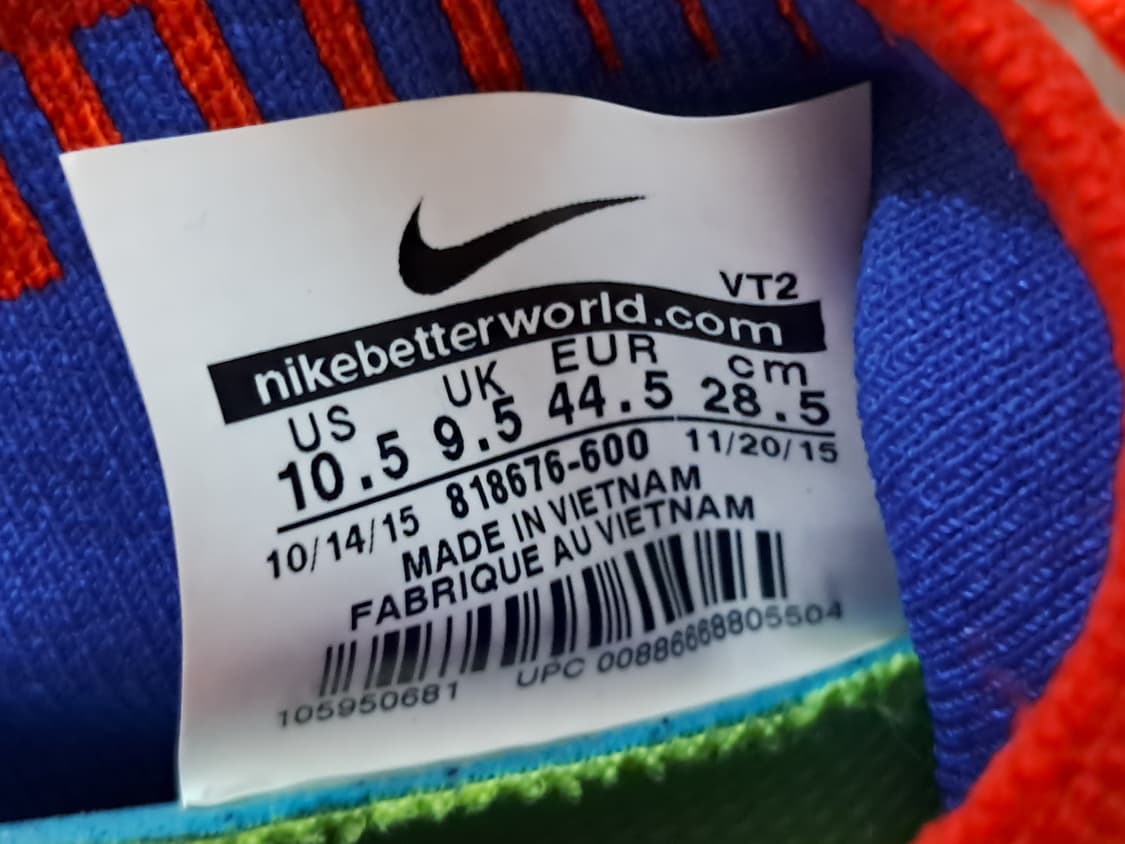 VT2
nikebetterworld.com
US UK EUR cm
10.5 9.5 44.5 28.5
10/14/15 818676-600 11/20/15
MADE IN VIETNAM
FABRIQUE AU VIETNAM
105950681 UPC 00886668805504